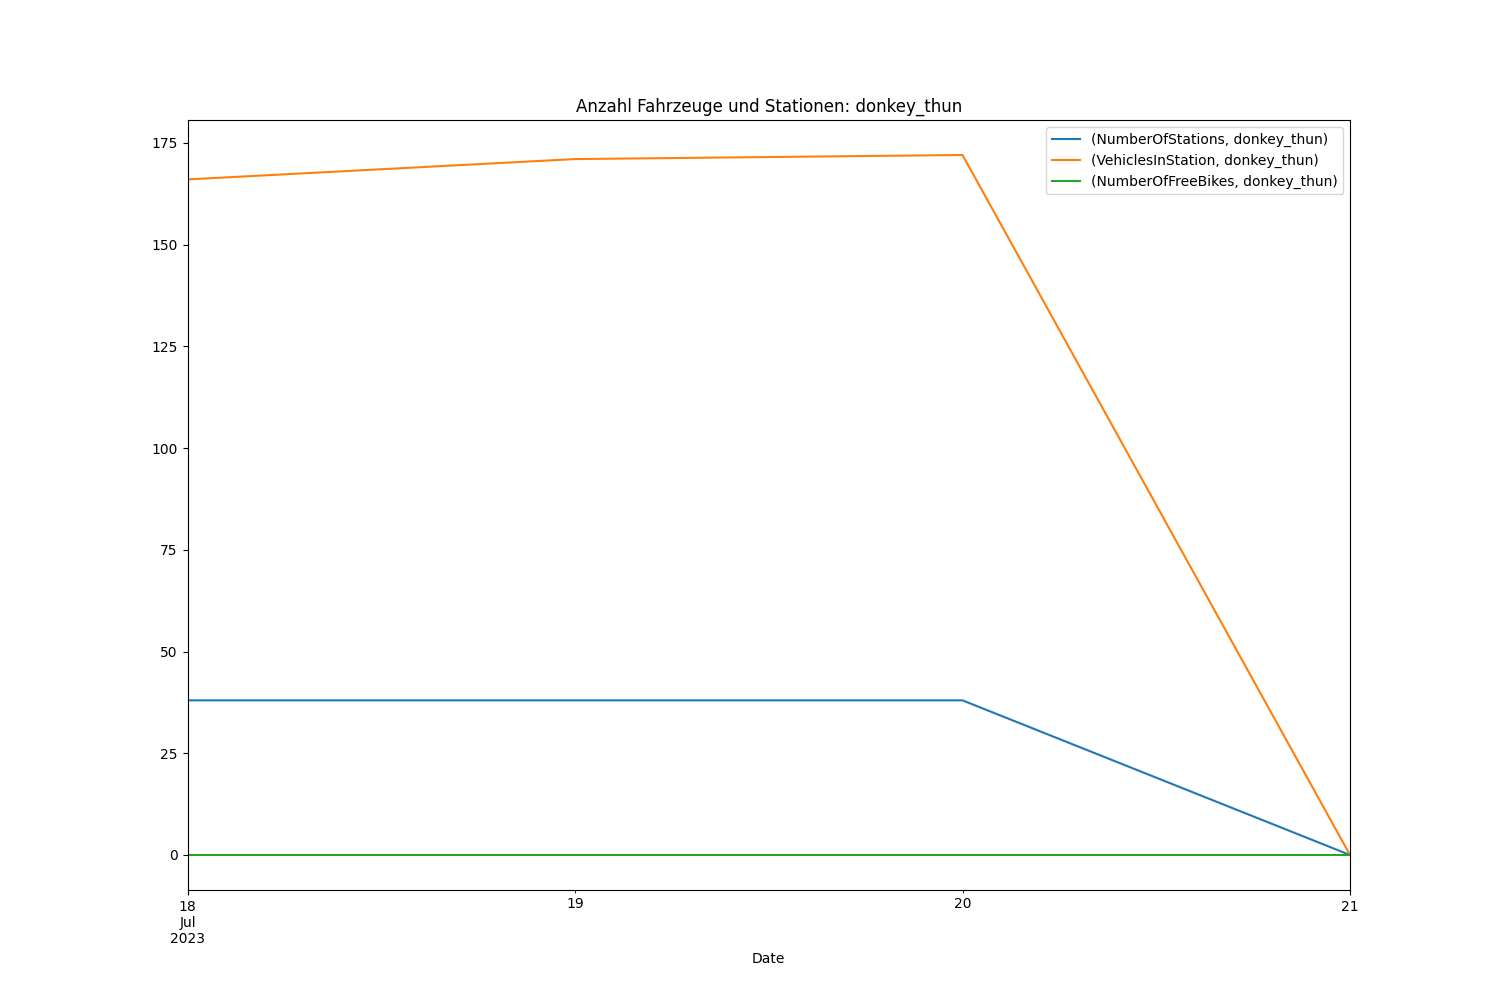 Anzahl Fahrzeuge und Stationen: donkey_thun
(NumberOfStations, donkey_thun)
(VehiclesInStation, donkey_thun)
(NumberOfFreeBikes, donkey_thun)
175
150
125
100
75
50
25
0
18
Jul
2023
19
20
21
Date